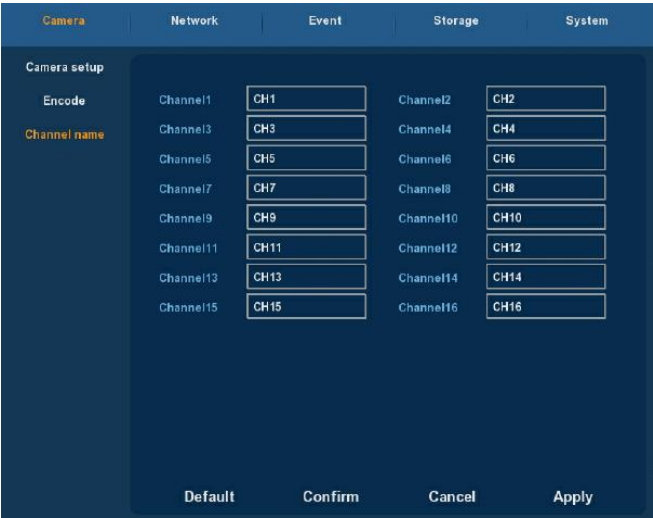 Camera Network Event Storage System
Camera setup
Encode
Channel name
Channel1 CH1 Channel2 CH2
Channel3 CH3 Channel4 CH4
Channel5 CH5 Channel6 CH6
Channel7 CH7 Channel8 CH8
Channel9 CH9 Channel10 CH10
Channel11 CH11 Channel12 CH12
Channel13 CH13 Channel14 CH14
Channel15 CH15 Channel16 CH16
Default Confirm Cancel Apply